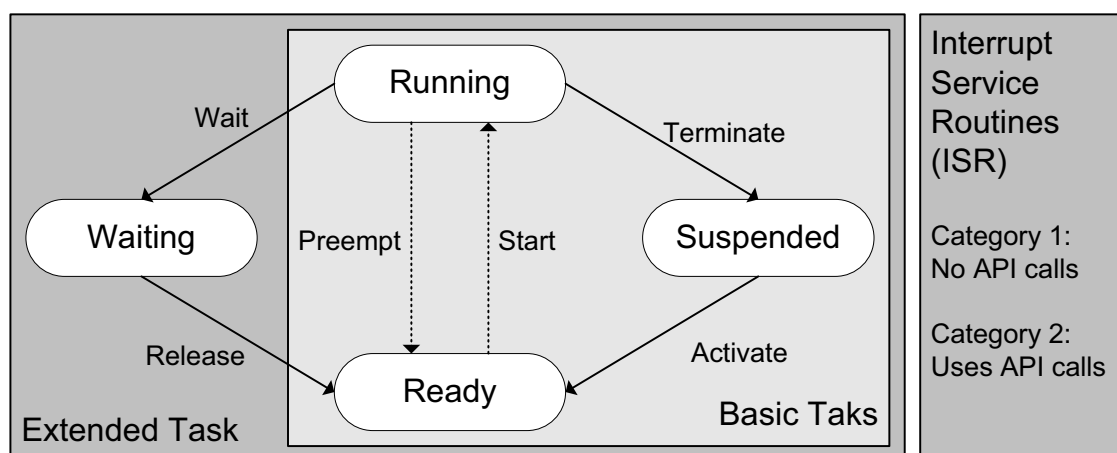 Running
Wait
Terminate
Waiting
Preempt
Start
Suspended
Release
Activate
Ready
Extended Task
Basic Taks
Interrupt
Service
Routines
(ISR)
Category 1:
No API calls
Category 2:
Uses API calls